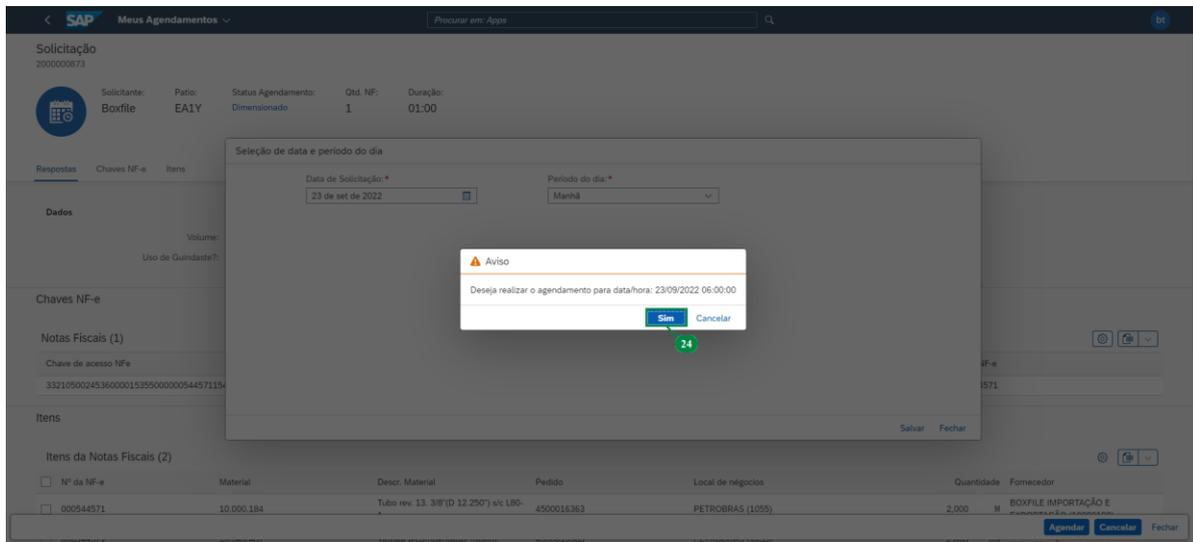 SAP Meus Agendamentos Procurar em: Apps bt
Solicitação
2000000873
Solicitante: Patio: Status Agendamento: Qtd. NF: Duração:
Boxfile EA1Y Dimensionado 1 01:00
Seleção de data e período do dia
Respostas Chaves NF-e Itens
Data de Solicitação:* Período do dia:*
23 de set de 2022 Manhã
Dados
Volume:
Uso de Guindaste?:
Aviso
Deseja realizar o agendamento para data/hora: 23/09/2022 06:00:00
Sim Cancelar
24
Chaves NF-e
Notas Fiscais (1)
Chave de acesso NFe NF-e
Itens
Salvar Fechar
Itens da Notas Fiscais (2)
Nº da NF-e Material Descr. Material Pedido Local de négocios Quantidade Fornecedor
000544571 10.000.184 Tubo rev. 13. 3/8"(D 12.250") s/c L80- 4500016363 PETROBRAS (1055) 2,000 M BOXFILE IMPORTAÇÃO E
Agendar Cancelar Fechar